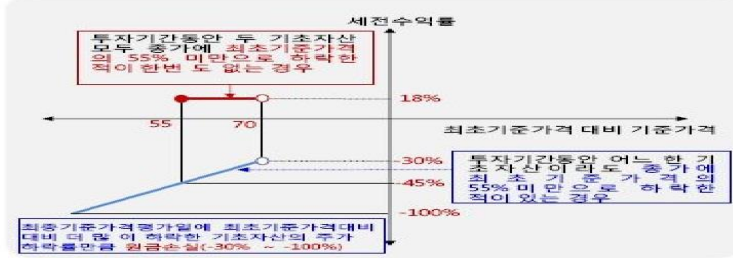 세전수익률
투자기간동안 두 기초자산
모두 종가에 최초기준가격
의 55% 미만으로 하락한
적이 한번 도 없는 경우
18%
55
70
최초기준가격 대비 기준가격
-30%
투자기간동안 어느 한 기
초자산이라도 종가에
최 초 기 준 가 격 의
55%미만으로 하락한
적이 있는 경우
-45%
-100%
최종기준가격평가일에 최초기준가격대비
대비 더 많 이 하락한 기초자산의 주가
하락률만큼 원금손실(-30% ~ -100%)